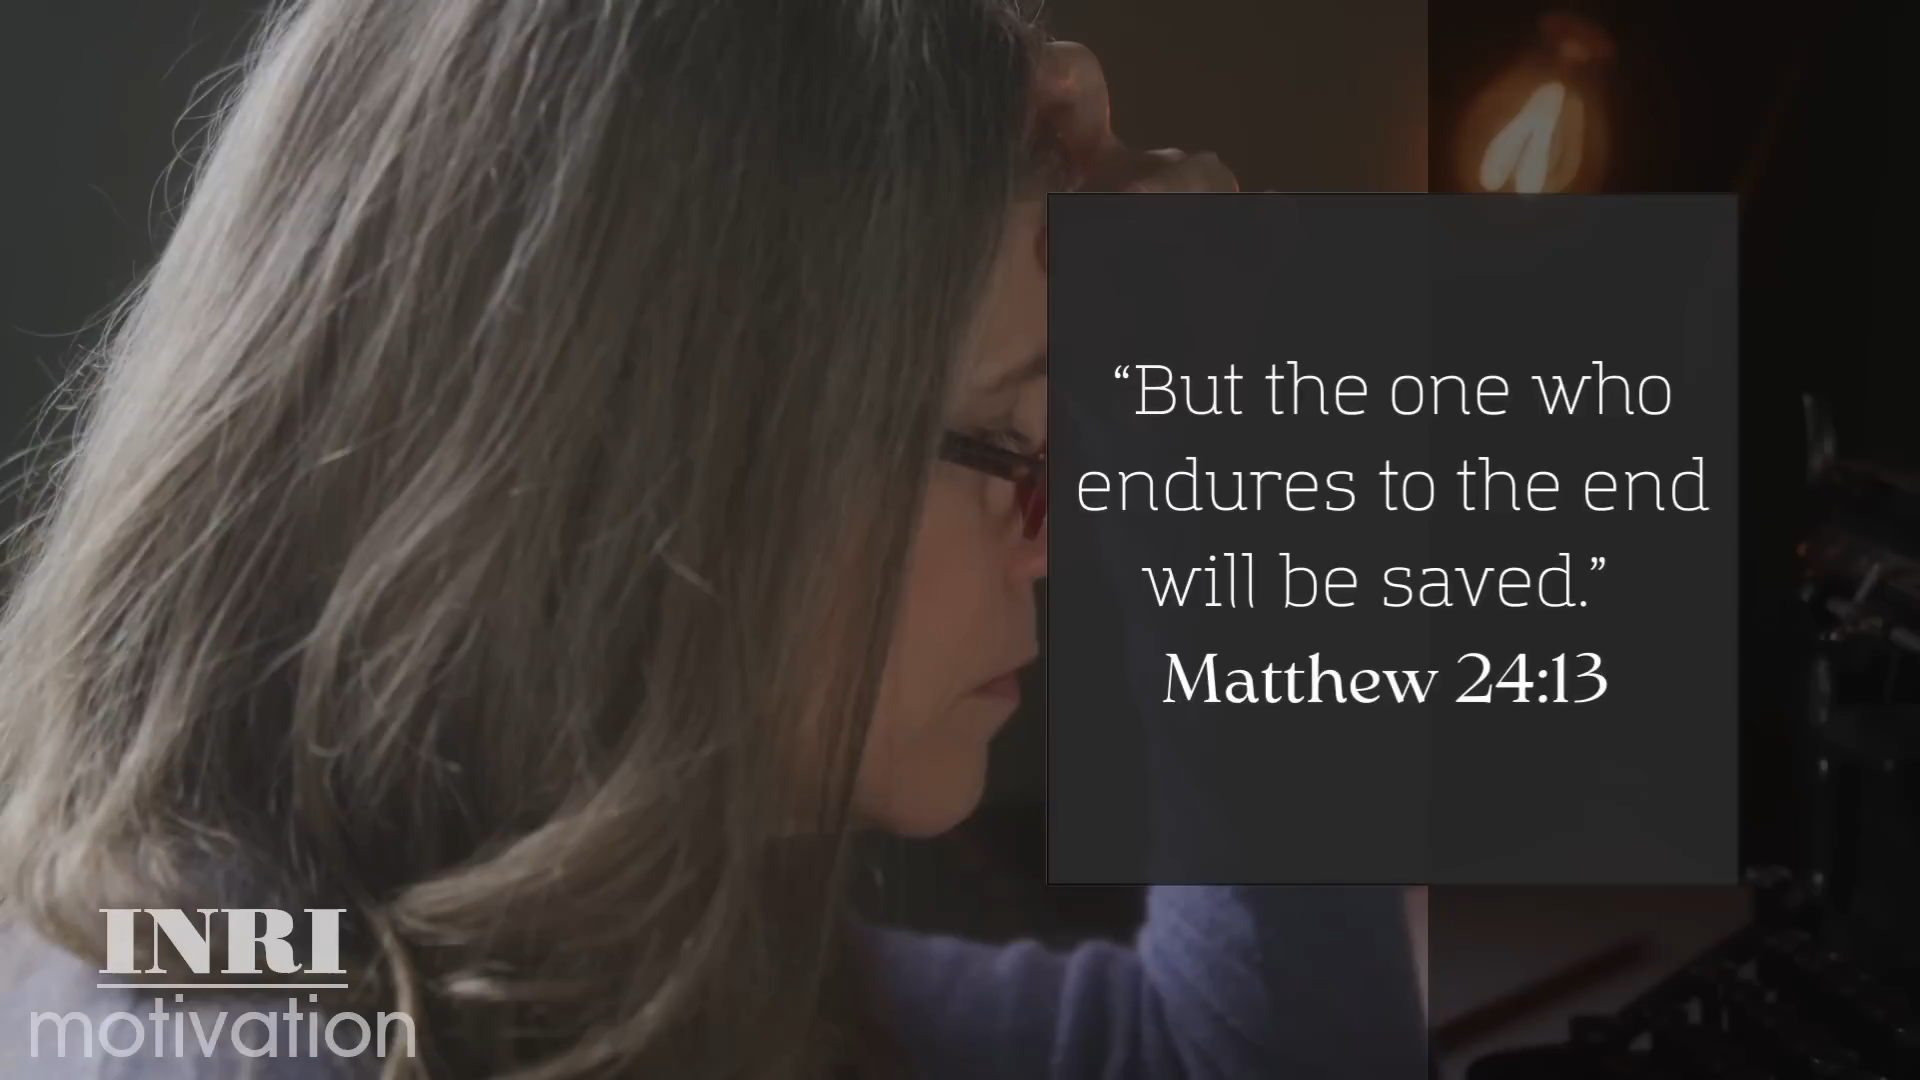 “But the one who
endures to the end
will be saved.”
Matthew 24:13
INRI
motivation